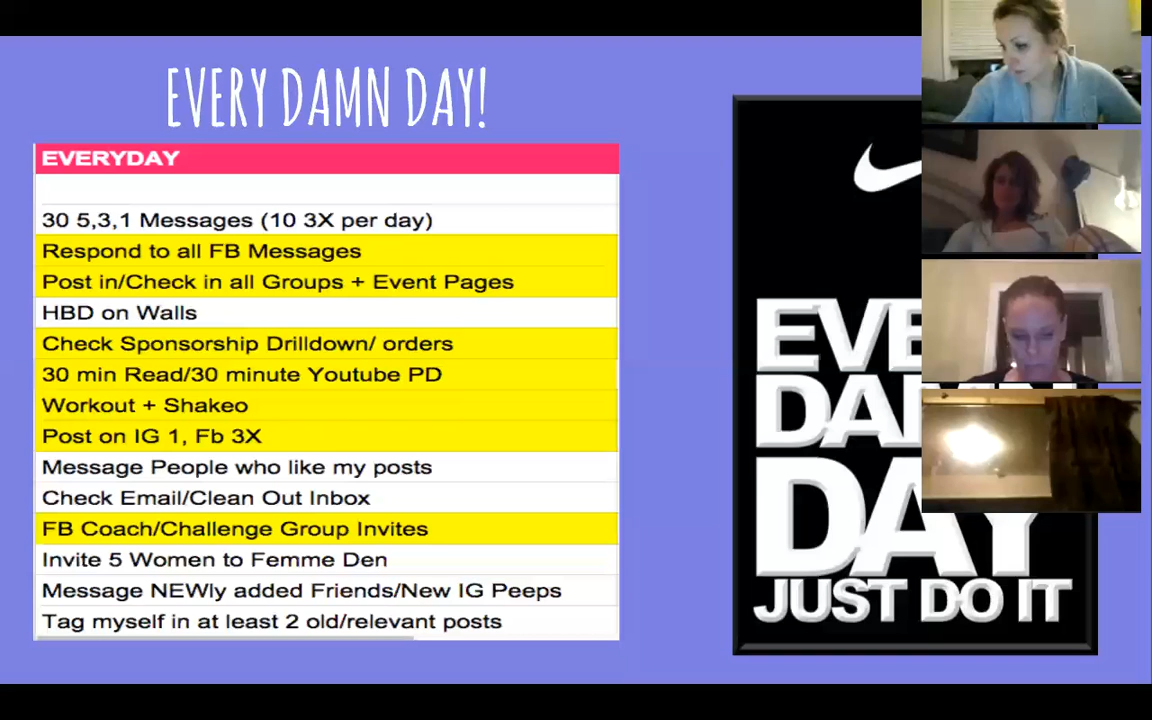 EVERY DAMN DAY!
EVERYDAY
30 5,3,1 Messages (10 3X per day)
Respond to all FB Messages
Post in/Check in all Groups + Event Pages
HBD on Walls
Check Sponsorship Drilldown/ orders
30 min Read/30 minute Youtube PD
Workout + Shakeo
Post on IG 1, Fb 3X
Message People who like my posts
Check Email/Clean Out Inbox
FB Coach/Challenge Group Invites
Invite 5 Women to Femme Den
Message NEWly added Friends/New IG Peeps
Tag myself in at least 2 old/relevant posts
DAY
JUST DO IT